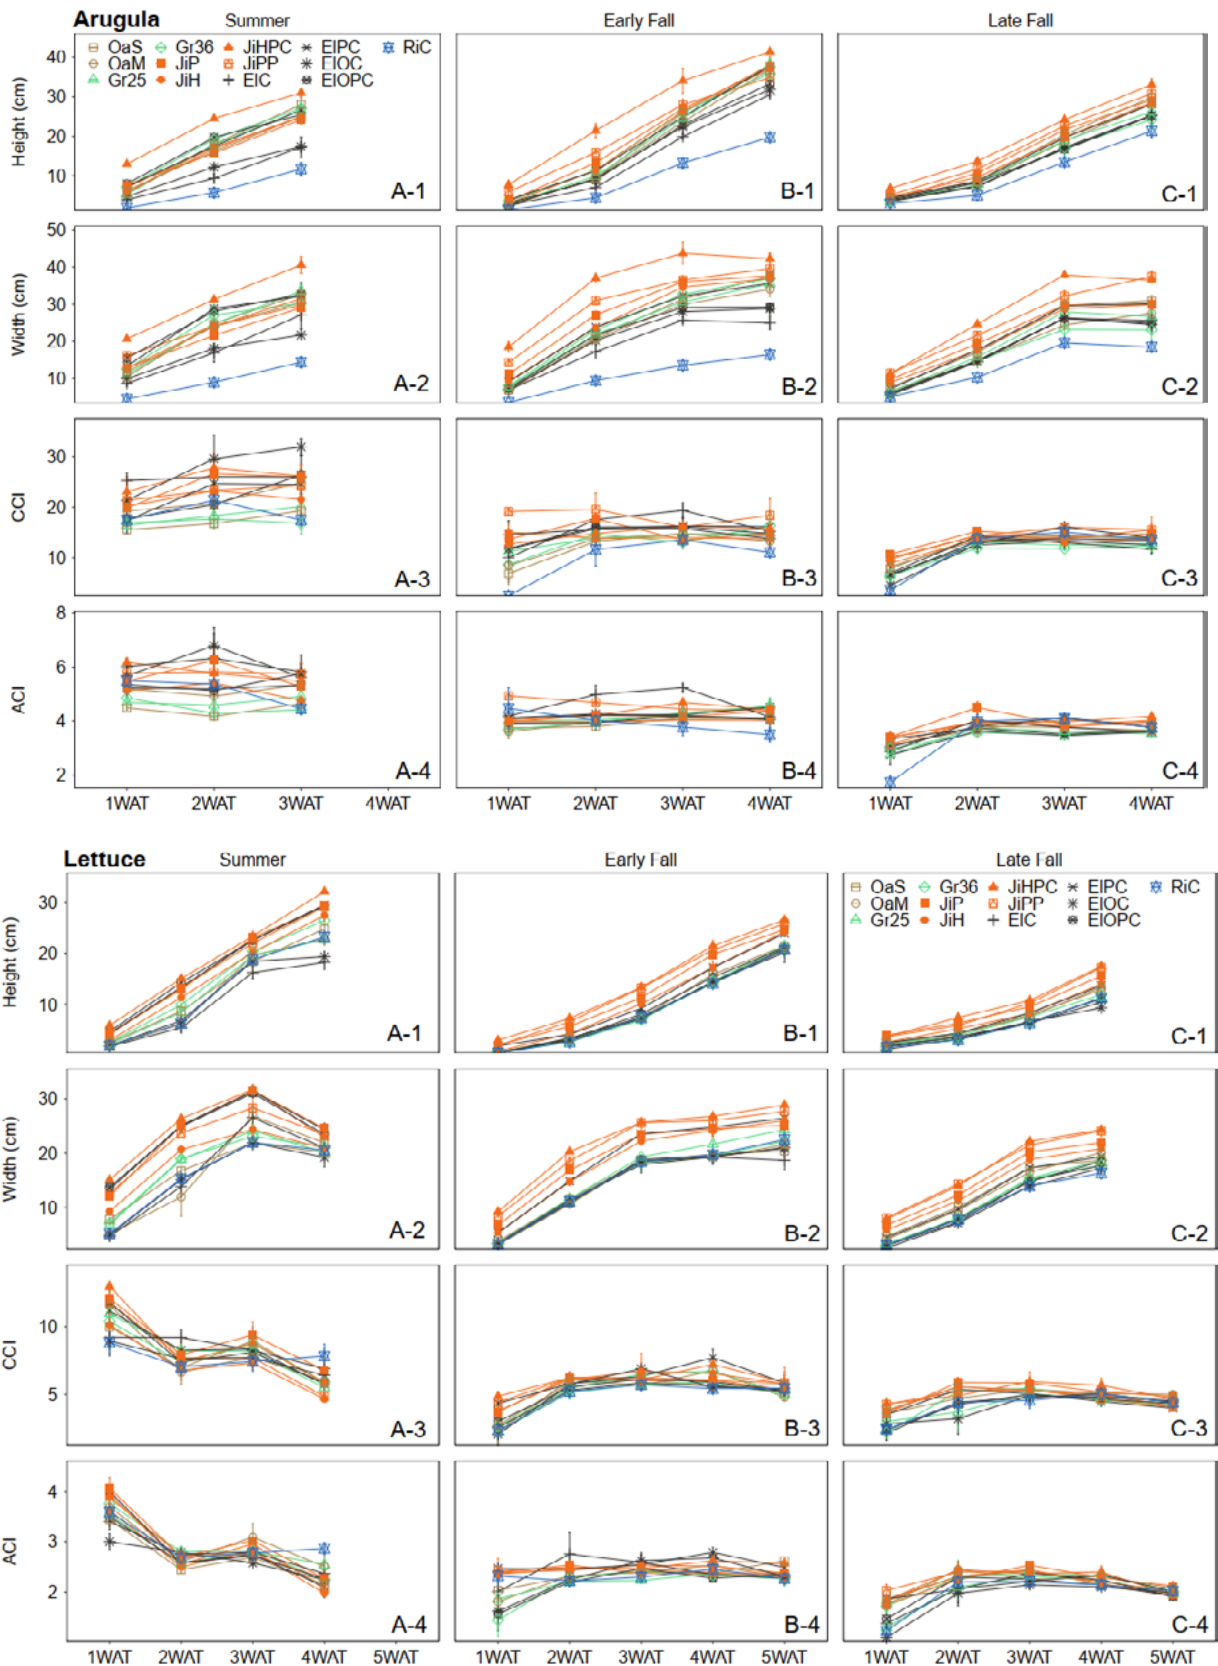 Arugula Summer Early Fall Late Fall
OaS Gr36 JiHPC EIPC RiC
OaM JiP JiPP EIOC
Gr25 JiH EIC EIOPC
Height (cm)
40
30
20
10
A-1 B-1 C-1
Width (cm)
50
40
30
20
10
A-2 B-2 C-2
CCI
30
20
10
A-3 B-3 C-3
ACI
8
6
4
2
A-4 B-4 C-4
1WAT 2WAT 3WAT 4WAT 1WAT 2WAT 3WAT 4WAT 1WAT 2WAT 3WAT 4WAT
Lettuce Summer Early Fall Late Fall
OaS Gr36 JiHPC EIPC RiC
OaM JiP JiPP EIOC
Gr25 JiH EIC EIOPC
Height (cm)
30
20
10
A-1 B-1 C-1
Width (cm)
30
20
10
A-2 B-2 C-2
CCI
10
5
A-3 B-3 C-3
ACI
4
3
2
A-4 B-4 C-4
1WAT 2WAT 3WAT 4WAT 5WAT 1WAT 2WAT 3WAT 4WAT 5WAT 1WAT 2WAT 3WAT 4WAT 5WAT